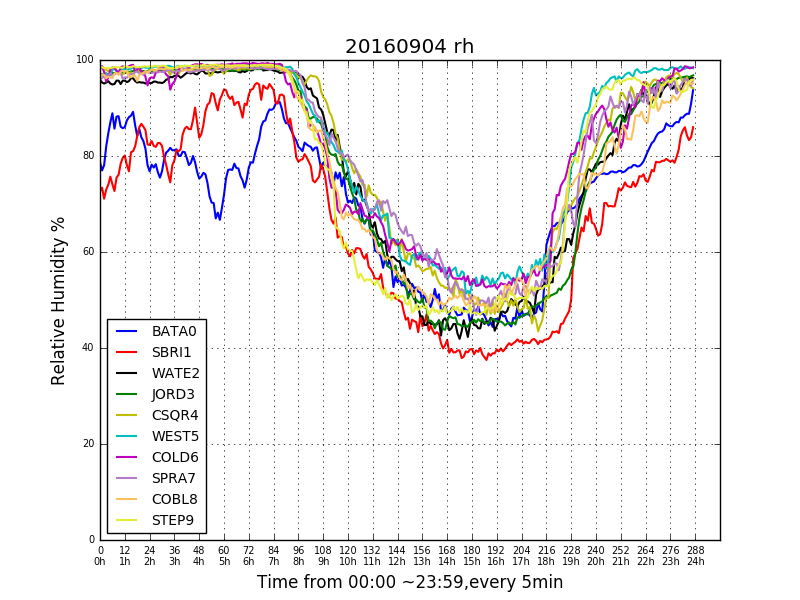 20160904 rh
Relative Humidity %
100
80
60
40
20
0
BATA0
SBRI1
WATE2
JORD3
CSQR4
WEST5
COLD6
SPRA7
COBL8
STEP9
0 12 24 36 48 60 72 84 96 108 120 132 144 156 168 180 192 204 216 228 240 252 264 276 288
0h 1h 2h 3h 4h 5h 6h 7h 8h 9h 10h 11h 12h 13h 14h 15h 16h 17h 18h 19h 20h 21h 22h 23h 24h
Time from 00:00 ~23:59,every 5min